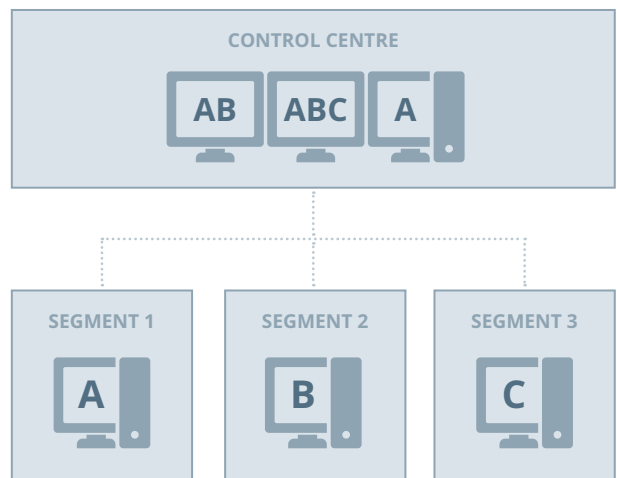 CONTROL CENTRE
AB ABC A
SEGMENT 1 SEGMENT 2 SEGMENT 3
A B C